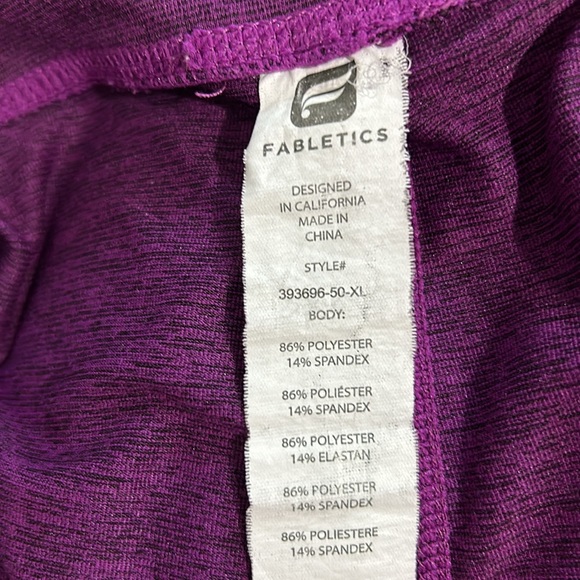 FABLETICS
DESIGNED
IN CALIFORNIA
MADE IN
CHINA
STYLE#
393696-50-XL
BODY:
86% POLYESTER
14% SPANDEX
86% POLIÉSTER
14% SPANDEX
86% POLYESTER
14% ELASTAN
86% POLYESTER
14% SPANDEX
86% POLIESTERE
14% SPANDEX